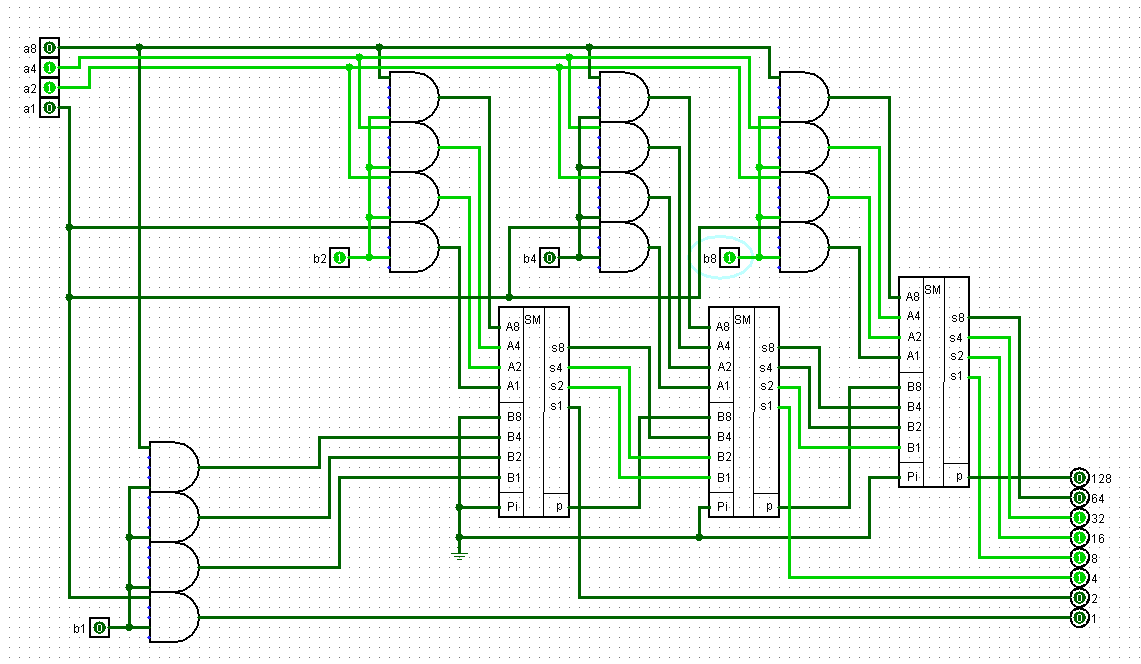 a8 0
a4 1
a2 1
a1 0
b2 1
b4 0
b8 1
SM
A8
A4
A2
A1
B8
B4
B2
B1
Pi
s8
s4
s2
s1
p
SM
A8
A4
A2
A1
B8
B4
B2
B1
Pi
s8
s4
s2
s1
p
SM
A8
A4
A2
A1
B8
B4
B2
B1
Pi
s8
s4
s2
s1
p
0 128
0 64
1 32
1 16
1 8
1 4
0 2
0 1
b1 0